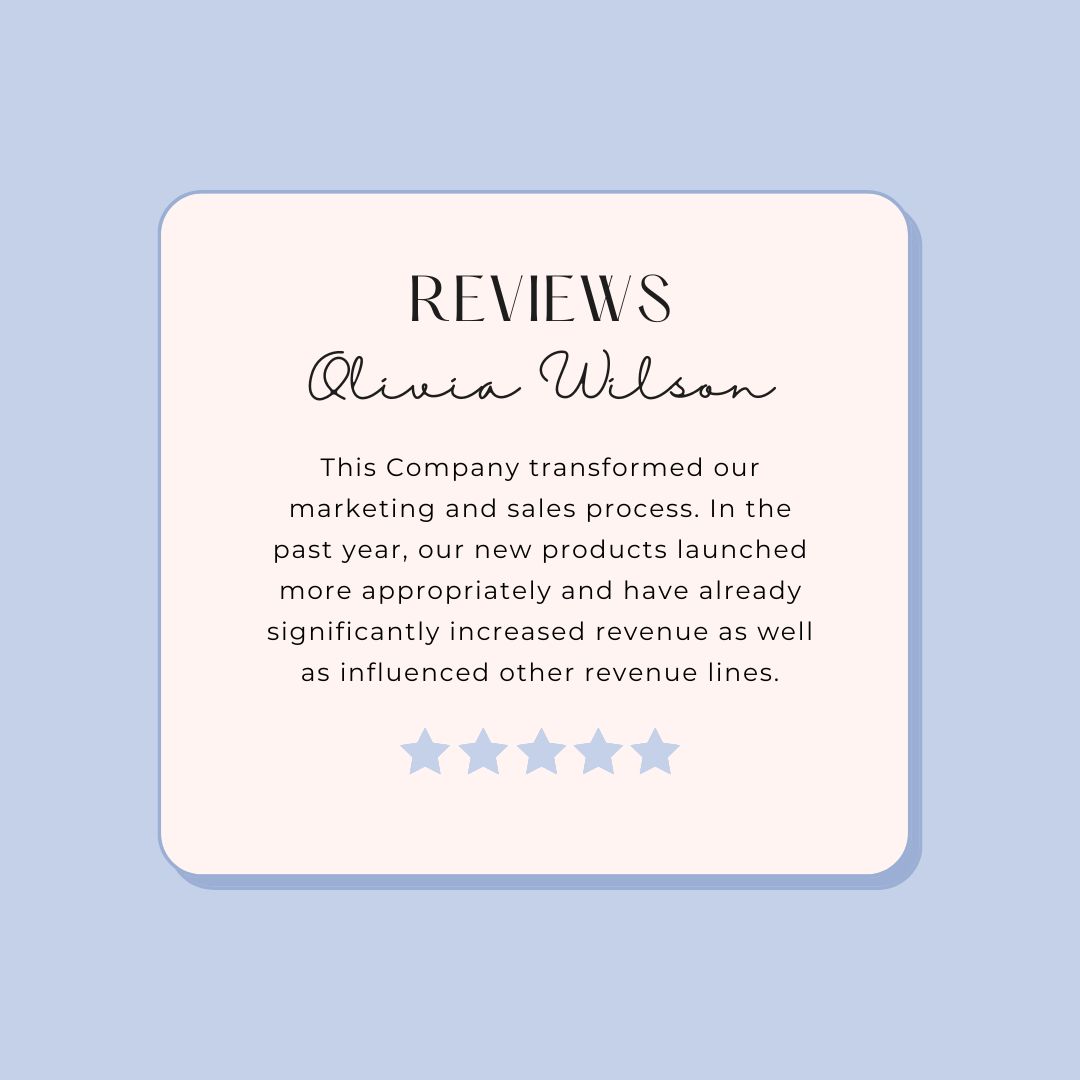 REVIEWS
Olivia Wilson
This Company transformed our
marketing and sales process. In the
past year, our new products launched
more appropriately and have already
significantly increased revenue as well
as influenced other revenue lines.